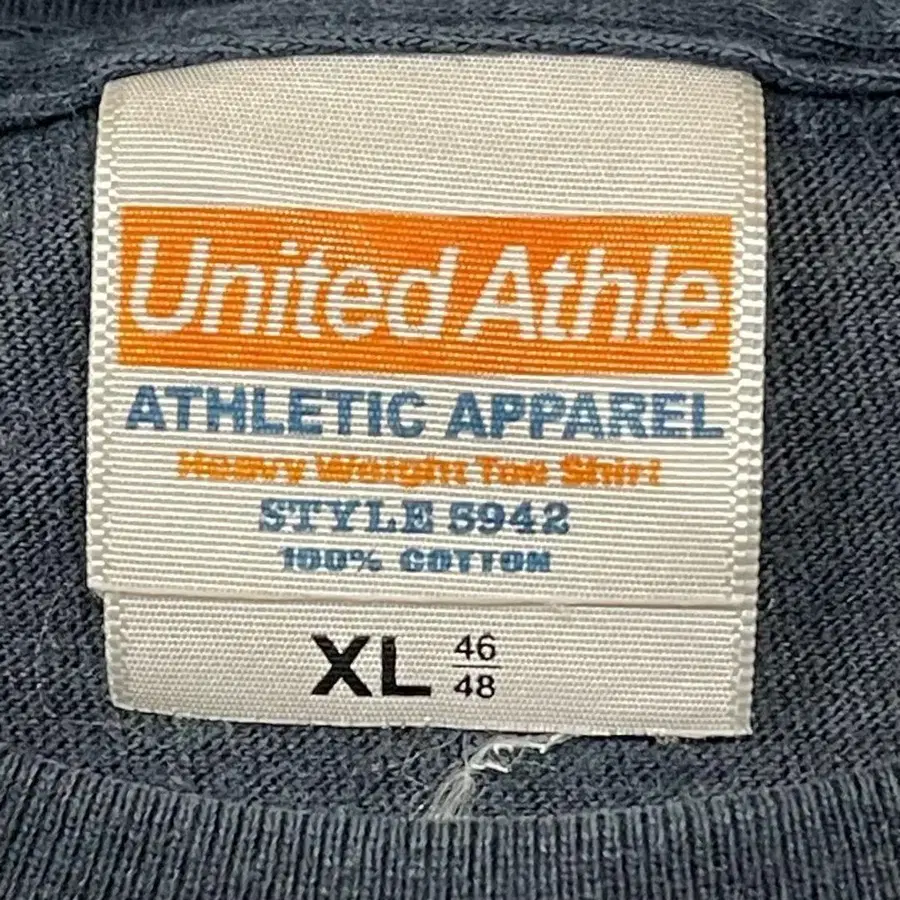 United Athle
ATHLETIC APPAREL
Heavy Weight Tee Shirt
STYLE 5942
100% COTTON
XL 46
48